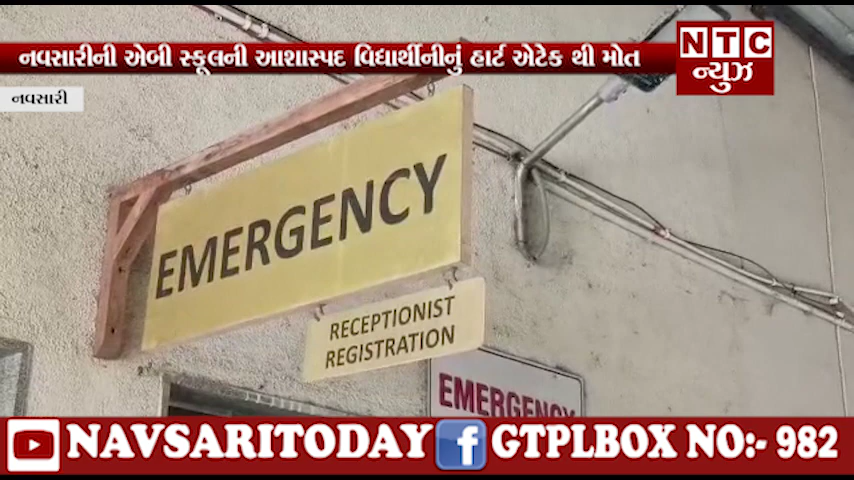 નવસારીની એબી સ્કૂલની આશાસ્પદ વિદ્યાર્થીનીનું હાર્ટ એટેક થી મોત
NTC
ન્યુઝ
નવસારી
EMERGENCY
RECEPTIONIST
REGISTRATION
EMERGENCY
NAVSARITODAY f GTPLBOX NO:- 982